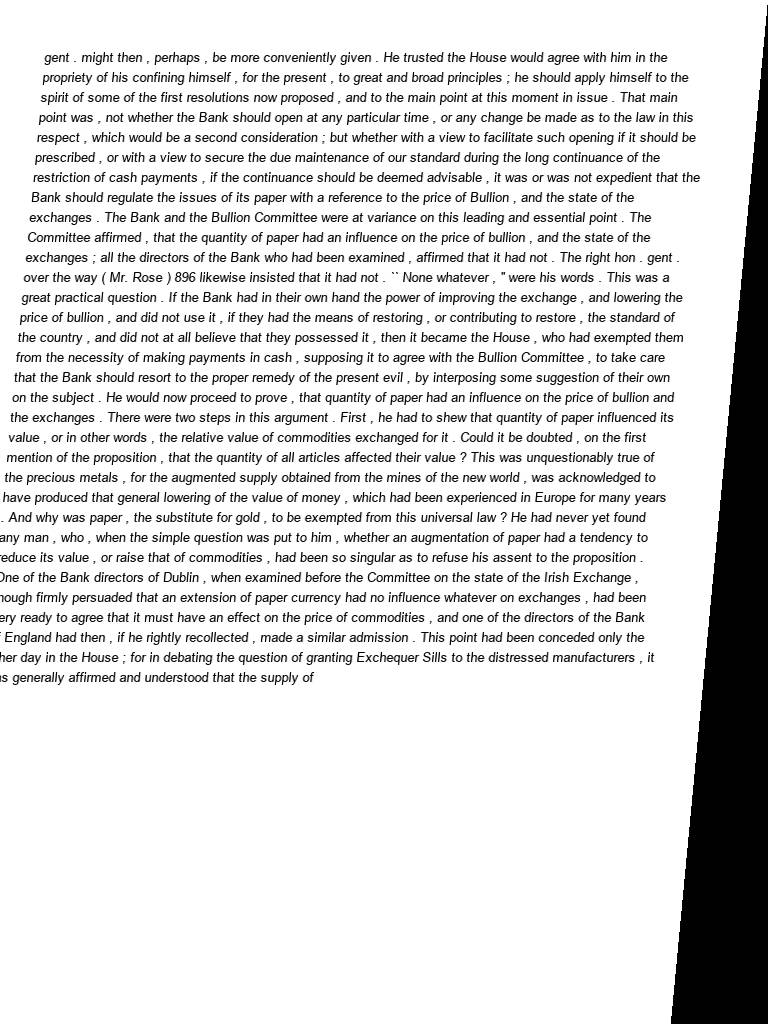 gent . might then , perhaps , be more conveniently given . He trusted the House would agree with him in the
propriety of his confining himself , for the present , to great and broad principles ; he should apply himself to the
spirit of some of the first resolutions now proposed , and to the main point at this moment in issue . That main
point was , not whether the Bank should open at any particular time , or any change be made as to the law in this
respect , which would be a second consideration ; but whether with a view to facilitate such opening if it should be
prescribed , or with a view to secure the due maintenance of our standard during the long continuance of the
restriction of cash payments , if the continuance should be deemed advisable , it was or was not expedient that the
Bank should regulate the issues of its paper with a reference to the price of Bullion , and the state of the
exchanges . The Bank and the Bullion Committee were at variance on this leading and essential point . The
Committee affirmed , that the quantity of paper had an influence on the price of bullion , and the state of the
exchanges ; all the directors of the Bank who had been examined , affirmed that it had not . The right hon . gent .
over the way ( Mr. Rose ) 896 likewise insisted that it had not . `` None whatever , " were his words . This was a
great practical question . If the Bank had in their own hand the power of improving the exchange , and lowering the
price of bullion , and did not use it , if they had the means of restoring , or contributing to restore , the standard of
the country , and did not at all believe that they possessed it , then it became the House , who had exempted them
from the necessity of making payments in cash , supposing it to agree with the Bullion Committee , to take care
that the Bank should resort to the proper remedy of the present evil , by interposing some suggestion of their own
on the subject . He would now proceed to prove , that quantity of paper had an influence on the price of bullion and
the exchanges . There were two steps in this argument . First , he had to shew that quantity of paper influenced its
value , or in other words , the relative value of commodities exchanged for it . Could it be doubted , on the first
mention of the proposition , that the quantity of all articles affected their value ? This was unquestionably true of
the precious metals , for the augmented supply obtained from the mines of the new world , was acknowledged to
have produced that general lowering of the value of money , which had been experienced in Europe for many years
. And why was paper , the substitute for gold , to be exempted from this universal law ? He had never yet found
any man , who , when the simple question was put to him , whether an augmentation of paper had a tendency to
reduce its value , or raise that of commodities , had been so singular as to refuse his assent to the proposition .
One of the Bank directors of Dublin , when examined before the Committee on the state of the Irish Exchange ,
firmly persuaded that an extension of paper currency had no influence whatever on exchanges , had been
ready to agree that it must have an effect on the price of commodities , and one of the directors of the Bank
England had then , if he rightly recollected , made a similar admission . This point had been conceded only the
day in the House ; for in debating the question of granting Exchequer Sills to the distressed manufacturers , it
generally affirmed and understood that the supply of